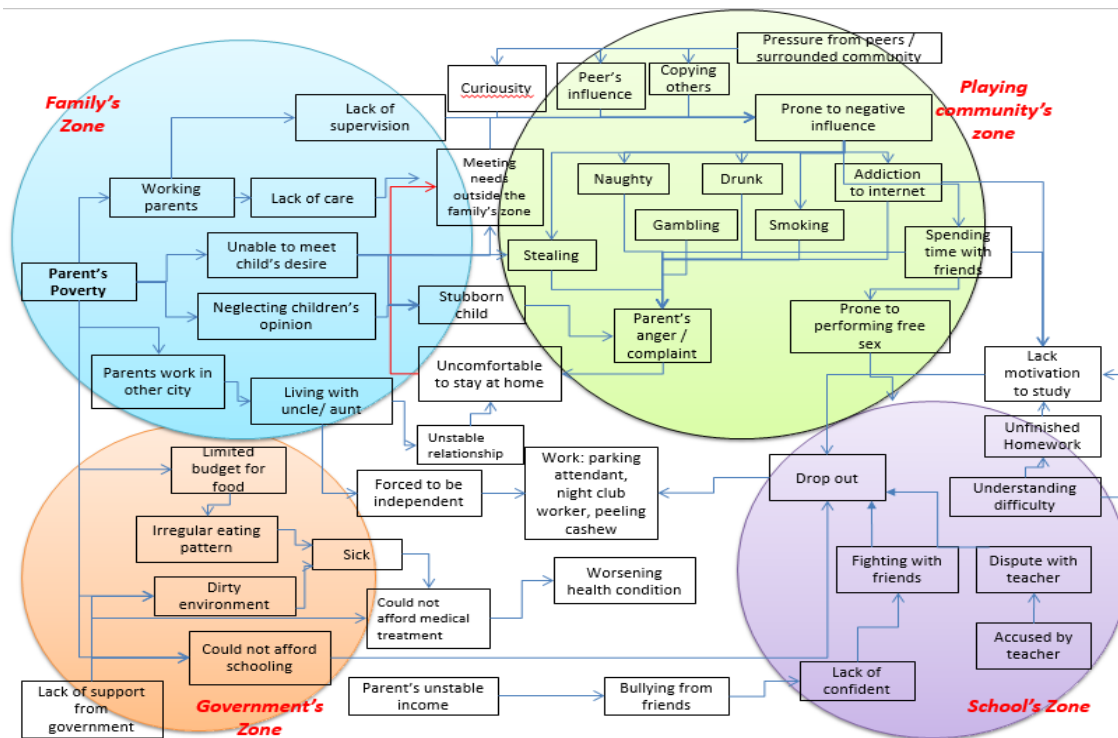 Pressure from peers /
surrounded community
Curiousity
Peer's
influence
Copying
others
Family's
Zone
Playing
community's
zone
Lack of
supervision
Prone to negative
influence
Meeting
needs
outside the
family's zone
Working
parents
Lack of care
Naughty
Drunk
Addiction
to internet
Gambling
Smoking
Unable to meet
child's desire
Stealing
Spending
time with
friends
Parent's
Poverty
Neglecting children's
opinion
Stubborn
child
Parent's
anger /
complaint
Prone to
performing free
sex
Parents work in
other city
Living with
uncle/ aunt
Uncomfortable
to stay at home
Lack
motivation
to study
Unstable
relationship
Unfinished
Homework
Limited
budget for
food
Forced to be
independent
Work: parking
attendant,
night club
worker, peeling
cashew
Drop out
Understanding
difficulty
Irregular eating
pattern
Sick
Fighting with
friends
Dispute with
teacher
Dirty
environment
Could not
afford medical
treatment
Worsening
health condition
Could not afford
schooling
Accused by
teacher
Lack of support
from
government
Government's
Zone
Parent's unstable
income
Bullying from
friends
Lack of
confident
School's Zone